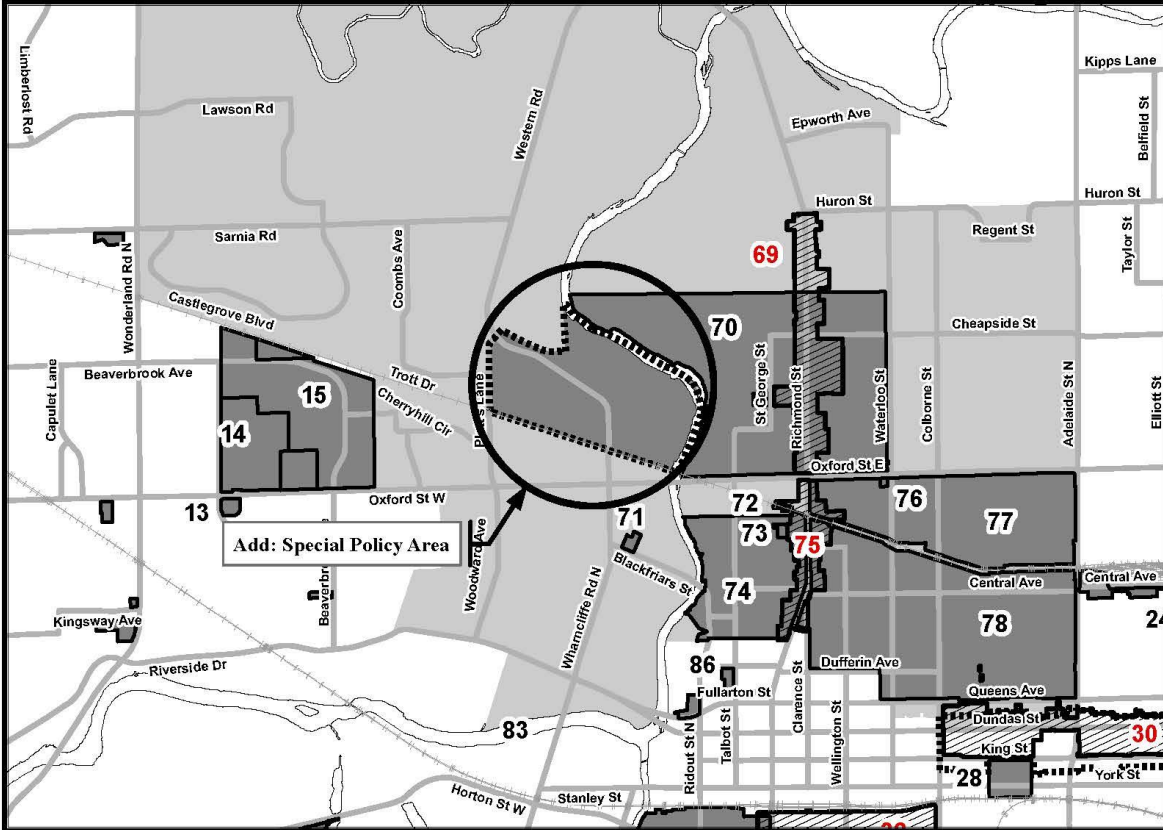 Limberlost Rd
Lawson Rd
Western Rd
Kipps Lane
Epworth Ave
Belfield St
Huron St
Huron St
Regent St
Taylor St
Sarnia Rd
Wonderland Rd N
Coombs Ave
69
Castlegrove Blvd
70
Cheapside St
Beaverbrook Ave
Trott Dr
Cherryhill Cir
Capulet Lane
15
14
St George St
Richmond St
Waterloo St
Colborne St
Adelaide St N
Elliott St
Oxford St E
Oxford St W
13
72
76
77
71
73
75
Add: Special Policy Area
Woodward Ave
Blackfriars St
74
Central Ave
Central Ave
24
Kingsway Ave
Wharncliffe Rd N
78
Riverside Dr
86
Dufferin Ave
Fullarton St
Queens Ave
Clarence St
Dundas St
83
Talbot St
Ridout St N
Wellington St
King St
30
28
York St
Horton St W
Stanley St